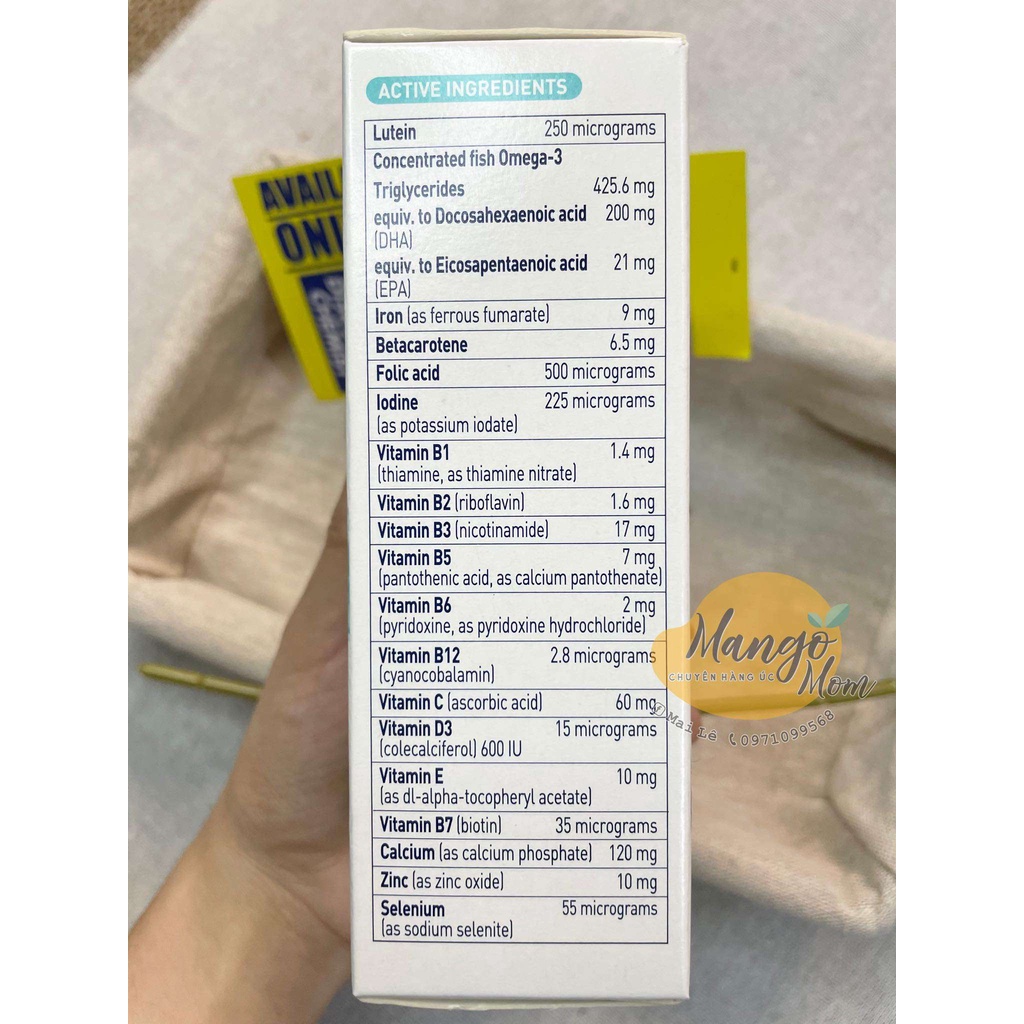 ACTIVE INGREDIENTS
Lutein 250 micrograms
Concentrated fish Omega-3
Triglycerides 425.6 mg
equiv. to Docosahexaenoic acid 200 mg
(DHA)
equiv. to Eicosapentaenoic acid 21 mg
(EPA)
Iron (as ferrous fumarate) 9 mg
Betacarotene 6.5 mg
Folic acid 500 micrograms
Iodine 225 micrograms
(as potassium iodate)
Vitamin B1 1.4 mg
(thiamine, as thiamine nitrate)
Vitamin B2 (riboflavin) 1.6 mg
Vitamin B3 (nicotinamide) 17 mg
Vitamin B5 7 mg
(pantothenic acid, as calcium pantothenate)
Vitamin B6 2 mg
(pyridoxine, as pyridoxine hydrochloride)
Vitamin B12 2.8 micrograms
(cyanocobalamin)
Vitamin C (ascorbic acid) 60 mg
Vitamin D3 15 micrograms
(colecalciferol) 600 IU
Vitamin E 10 mg
(as dl-alpha-tocopheryl acetate)
Vitamin B7 (biotin) 35 micrograms
Calcium (as calcium phosphate) 120 mg
Zinc (as zinc oxide) 10 mg
Selenium 55 micrograms
(as sodium selenite)
AVAIL
ONL
Mango
CHUYÊN HÀNG ÚC
Mom
Mai Lê 0971099568